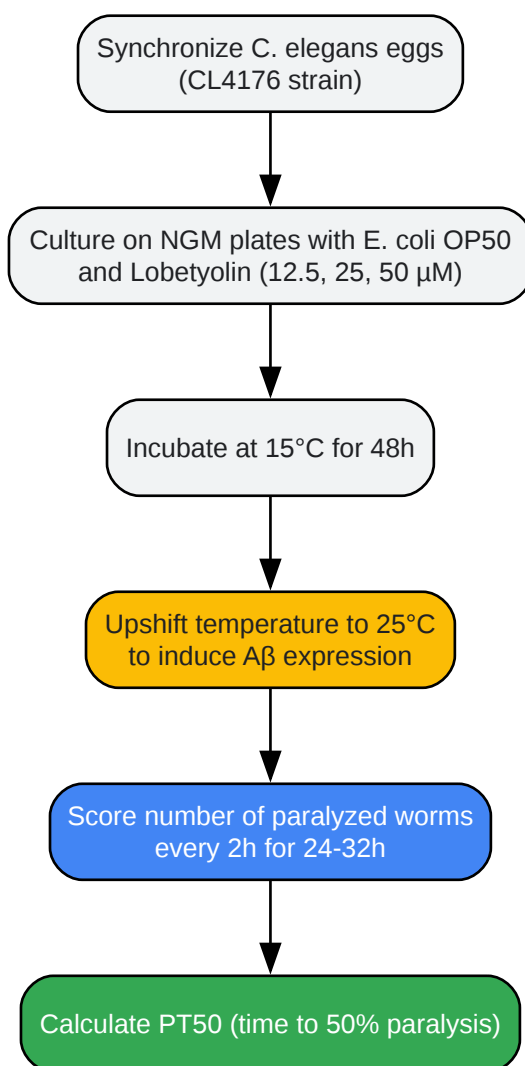 Synchronize C. elegans eggs
(CL4176 strain)
Culture on NGM plates with E. coli OP50
and Lobetyolin (12.5, 25, 50 µM)
Incubate at 15°C for 48h
Upshift temperature to 25°C
to induce Aβ expression
Score number of paralyzed worms
every 2h for 24-32h
Calculate PT50 (time to 50% paralysis)